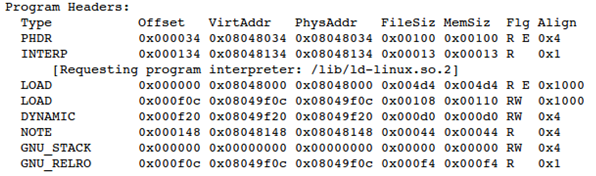 Program Headers:
Type Offset VirtAddr PhysAddr FileSiz MemSiz Flg Align
PHDR 0x000034 0x08048034 0x08048034 0x00100 0x00100 R E 0x4
INTERP 0x000134 0x08048134 0x08048134 0x00013 0x00013 R 0x1
[Requesting program interpreter: /lib/ld-linux.so.2]
LOAD 0x000000 0x08048000 0x08048000 0x004d4 0x004d4 R E 0x1000
LOAD 0x000f0c 0x08049f0c 0x08049f0c 0x00108 0x00110 RW 0x1000
DYNAMIC 0x000f20 0x08049f20 0x08049f20 0x000d0 0x000d0 RW 0x4
NOTE 0x000148 0x08048148 0x08048148 0x00044 0x00044 R 0x4
GNU_STACK 0x000000 0x00000000 0x00000000 0x00000 0x00000 RW 0x4
GNU_RELRO 0x000f0c 0x08049f0c 0x08049f0c 0x000f4 0x000f4 R 0x1